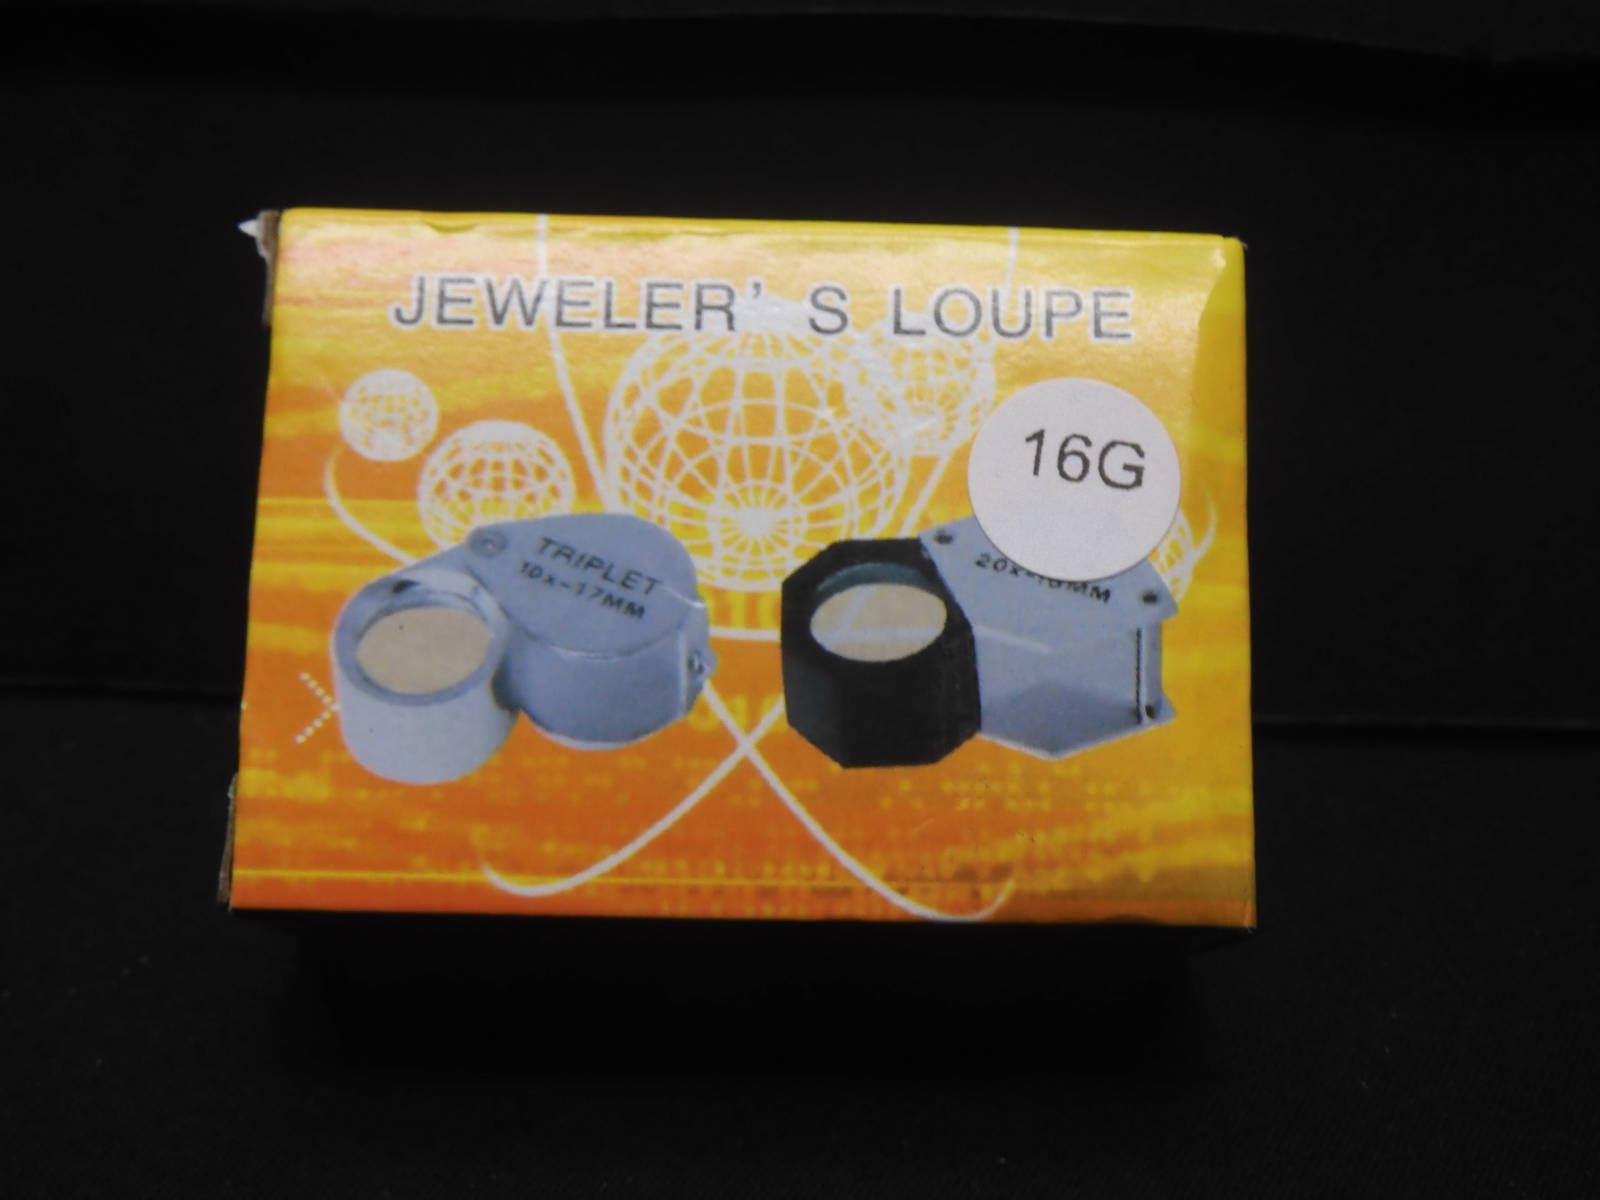 JEWELER' S LOUPE
16G
TRIPLET
10x-17MM